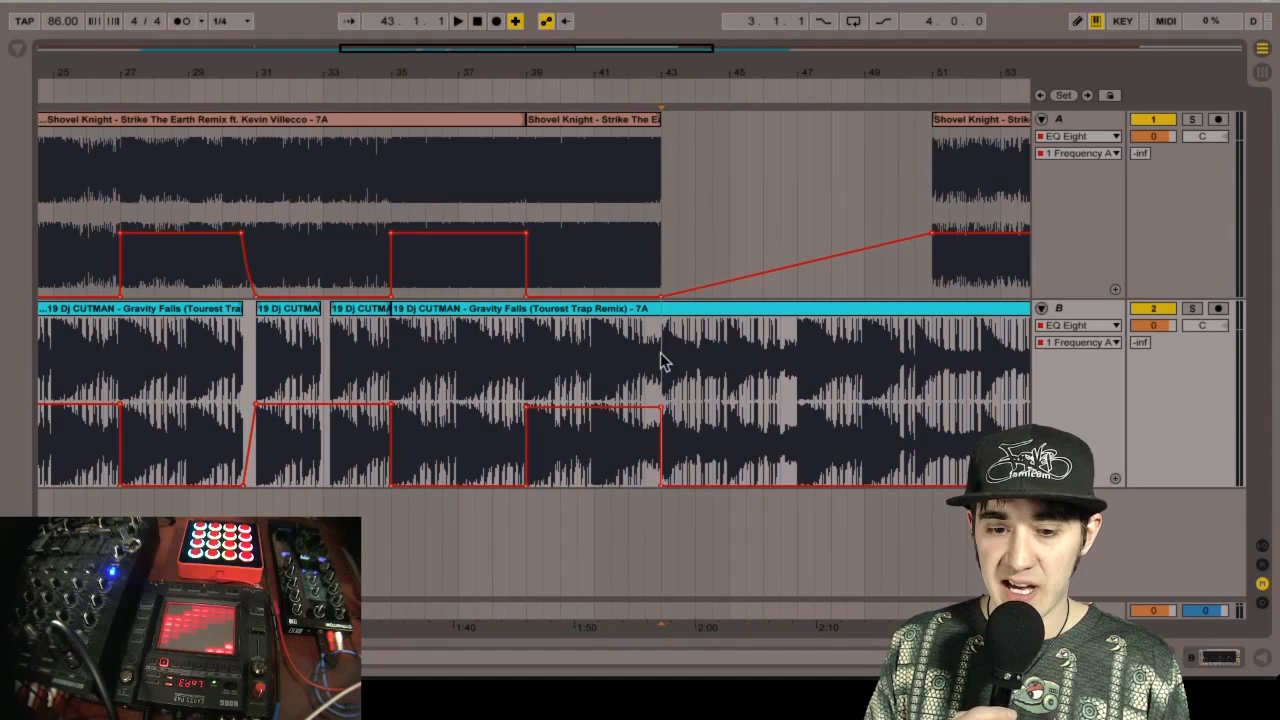 TAP 86.00 4 / 4 1/4 43. 1. 1 3. 1. 1 4. 0. 0 KEY MIDI 0 % D
25 27 29 31 33 35 37 39 41 43 45 47 49 51 53
Set
...Shovel Knight - Strike The Earth Remix ft. Kevin Villecco - 7A Shovel Knight - Strike The Ea Shovel Knight - Strik A 1 S
EQ Eight 0 C
1 Frequency A -inf
...19 Dj CUTMAN - Gravity Falls (Tourest Tra 19 Dj CUTMA 19 Dj CUTMA 19 Dj CUTMAN - Gravity Falls (Tourest Trap Remix) - 7A B 2 S
EQ Eight 0 C
1 Frequency A -inf
famicom
0 0
1:40 1:50 2:00 2:10
B
LoP.3
KORG